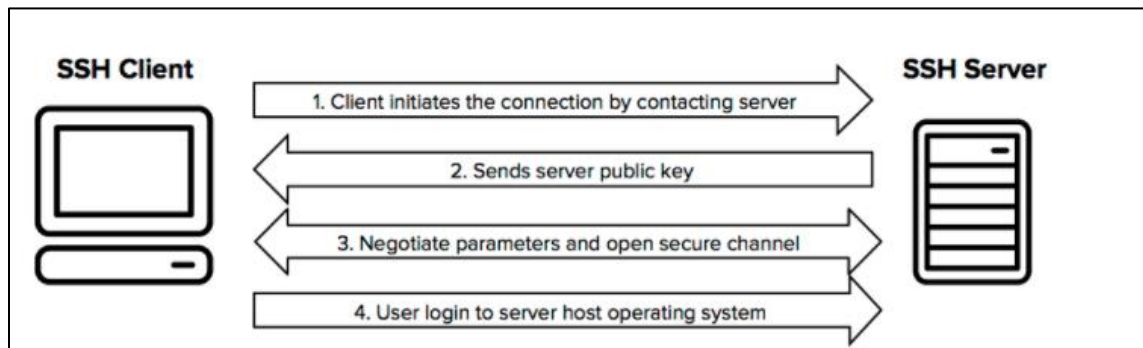 SSH Client
SSH Server
1. Client initiates the connection by contacting server
2. Sends server public key
3. Negotiate parameters and open secure channel
4. User login to server host operating system